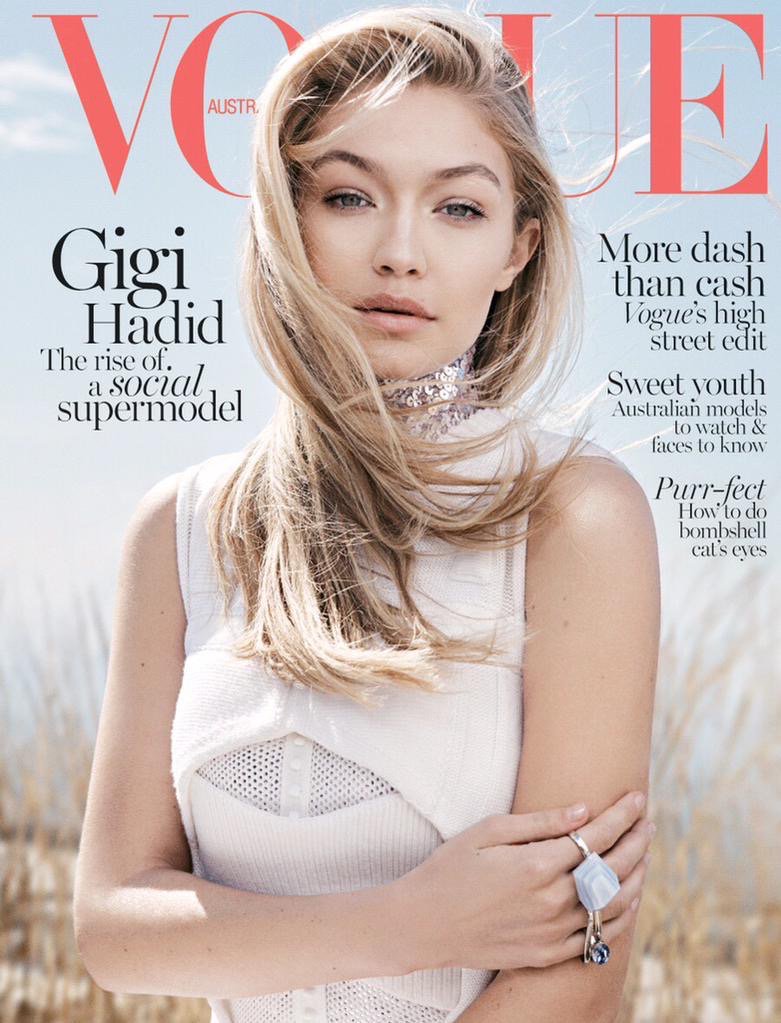 VOGUE
AUSTR
Gigi
Hadid
The rise of
a social
supermodel
More dash
than cash
Vogue's high
street edit
Sweet youth
Australian models
to watch &
faces to know
Purr-fect
How to do
bombshell
cat's eyes